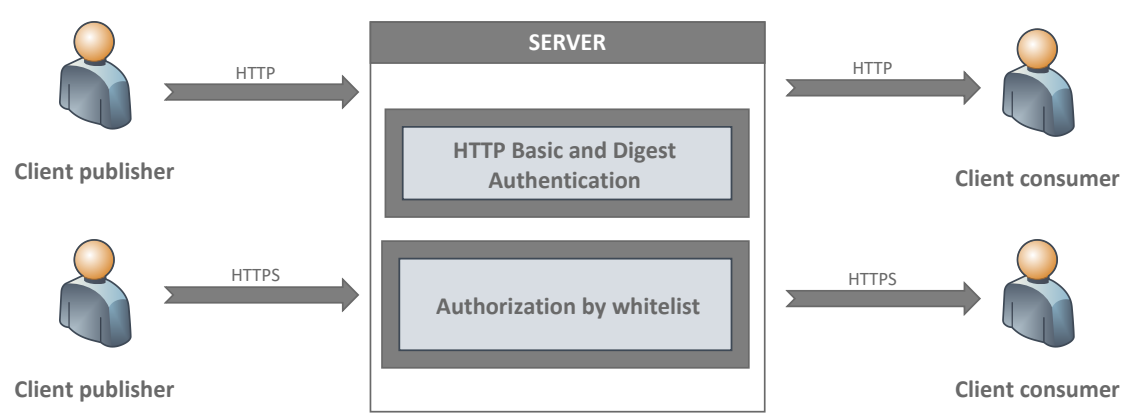 SERVER
HTTP
HTTP
HTTP Basic and Digest
Authentication
Client publisher
Client consumer
HTTPS
HTTPS
Authorization by whitelist
Client publisher
Client consumer